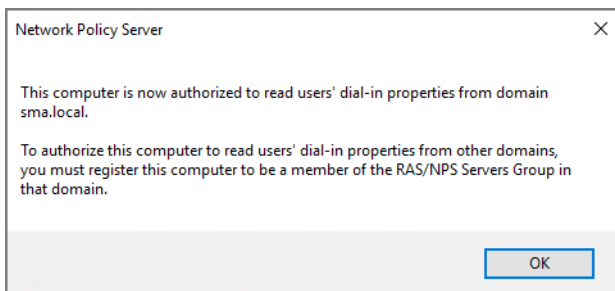 Network Policy Server
This computer is now authorized to read users' dial-in properties from domain
sma.local.
To authorize this computer to read users' dial-in properties from other domains,
you must register this computer to be a member of the RAS/NPS Servers Group in
that domain.
OK